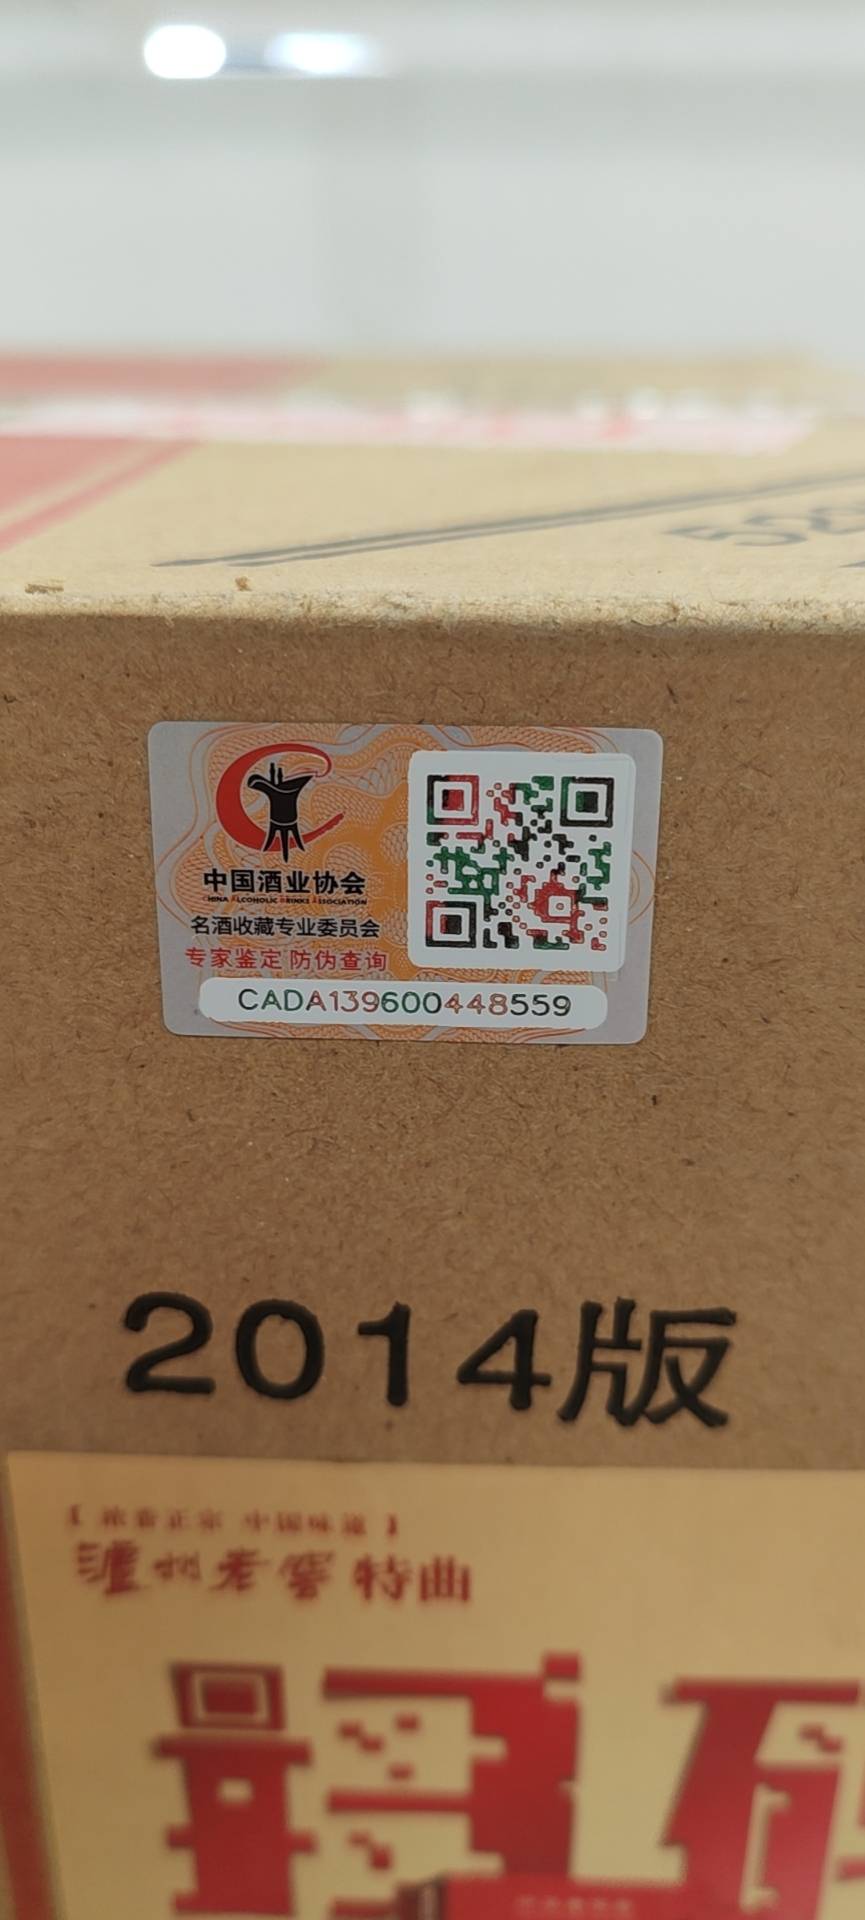 中国酒业协会
CHINA ALCOHOLIC DRINKS ASSOCIATION
名酒收藏专业委员会
专家鉴定 防伪查询
CADA139600448559
2014版
【浓香正宗 中国味道】
泸州老窖 特曲